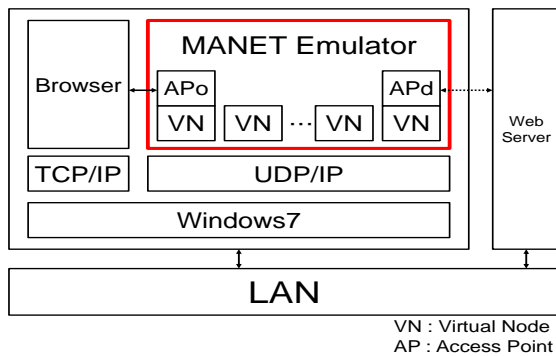 MANET Emulator
Browser
APo
APd
VN
VN
...
VN
VN
Web
Server
TCP/IP
UDP/IP
Windows7
LAN
VN : Virtual Node
AP : Access Point